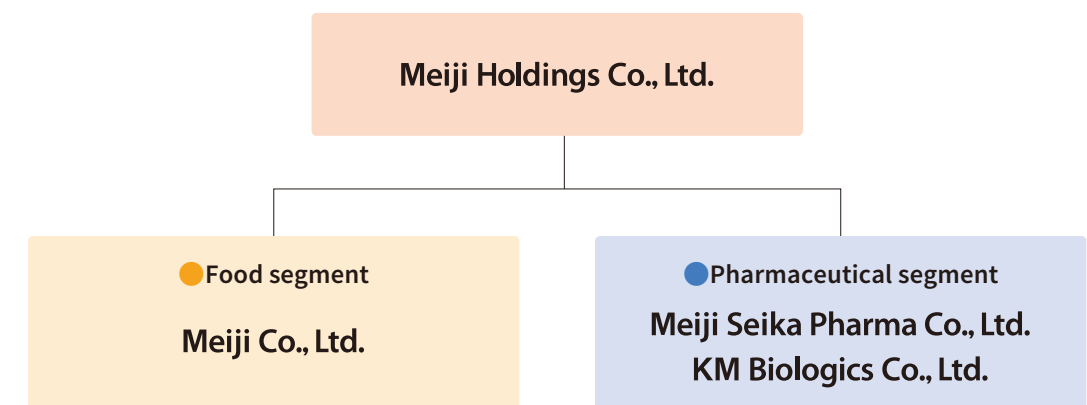 Meiji Holdings Co., Ltd.
Food segment
Meiji Co., Ltd.
Pharmaceutical segment
Meiji Seika Pharma Co., Ltd.
KM Biologics Co., Ltd.